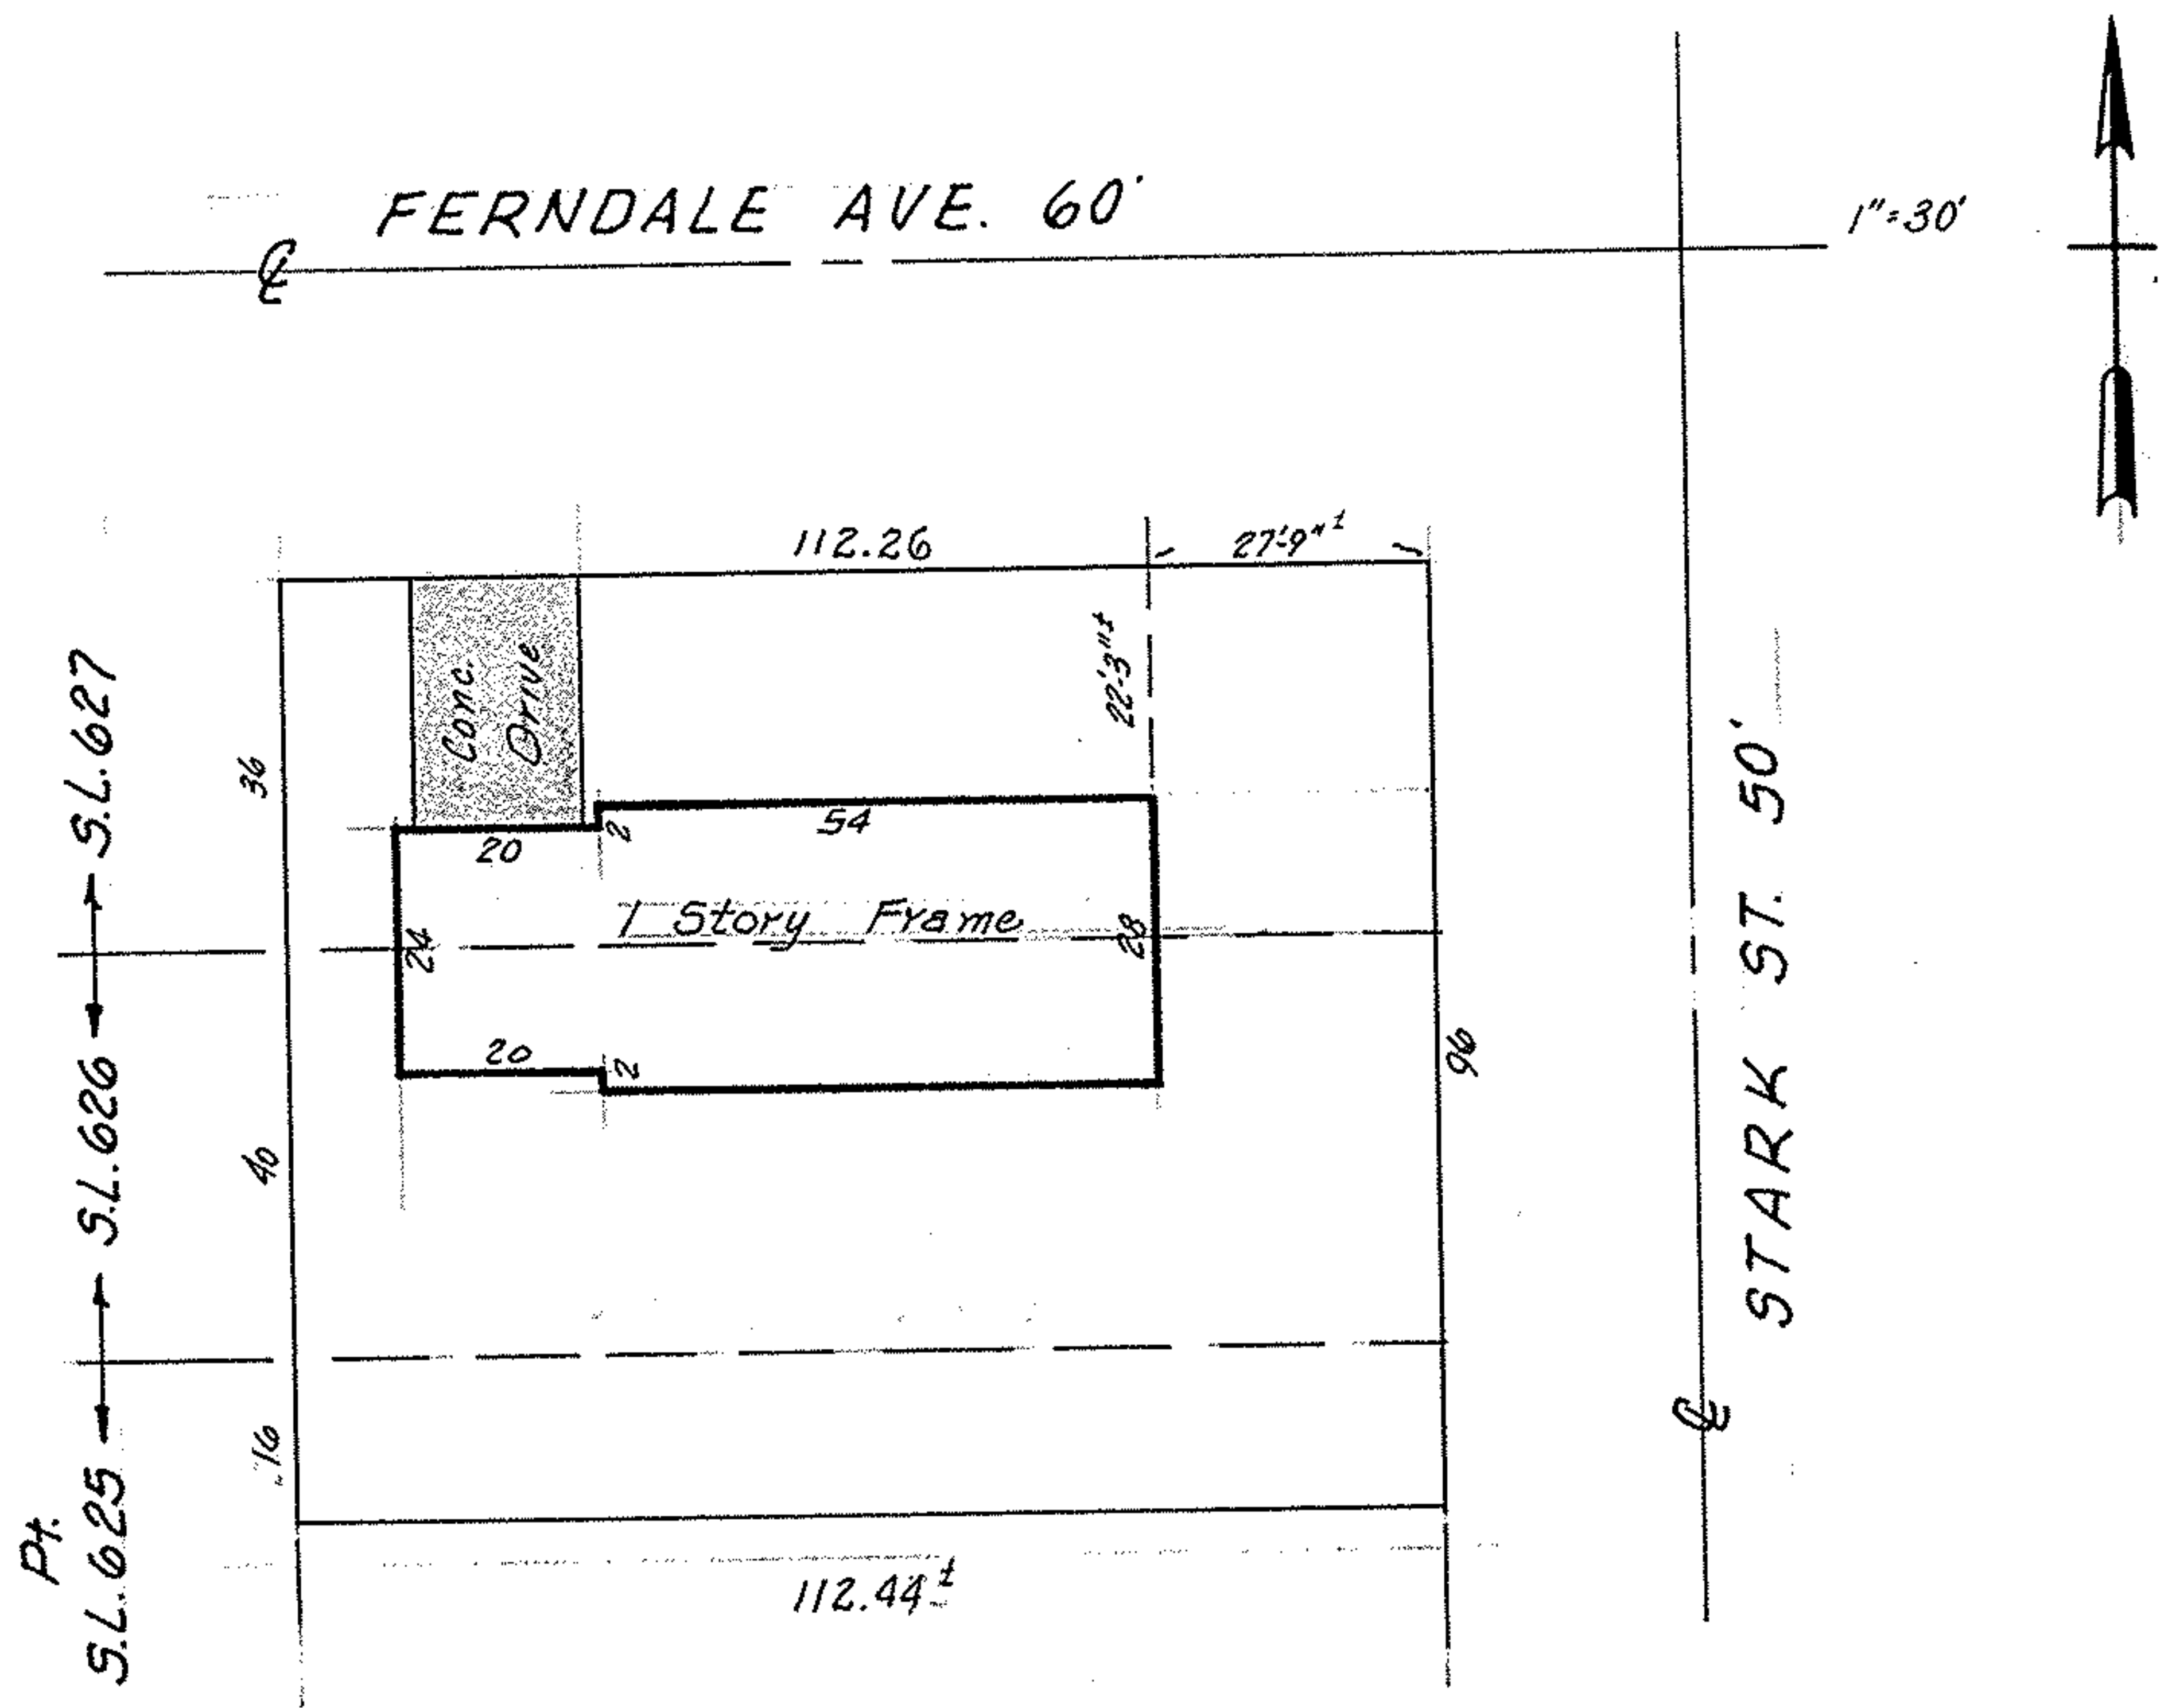 FERNDALE AVE. 60'
1"=30'
℄
112.26
27'-9"±
22'-3"±
Conc.
Drive
36
S.L. 627
54
2
20
1 Story Frame
24
28
20
2
96
S.L. 626
40
STARK ST. 50'
℄
16
Pt.
S.L. 625
112.44±